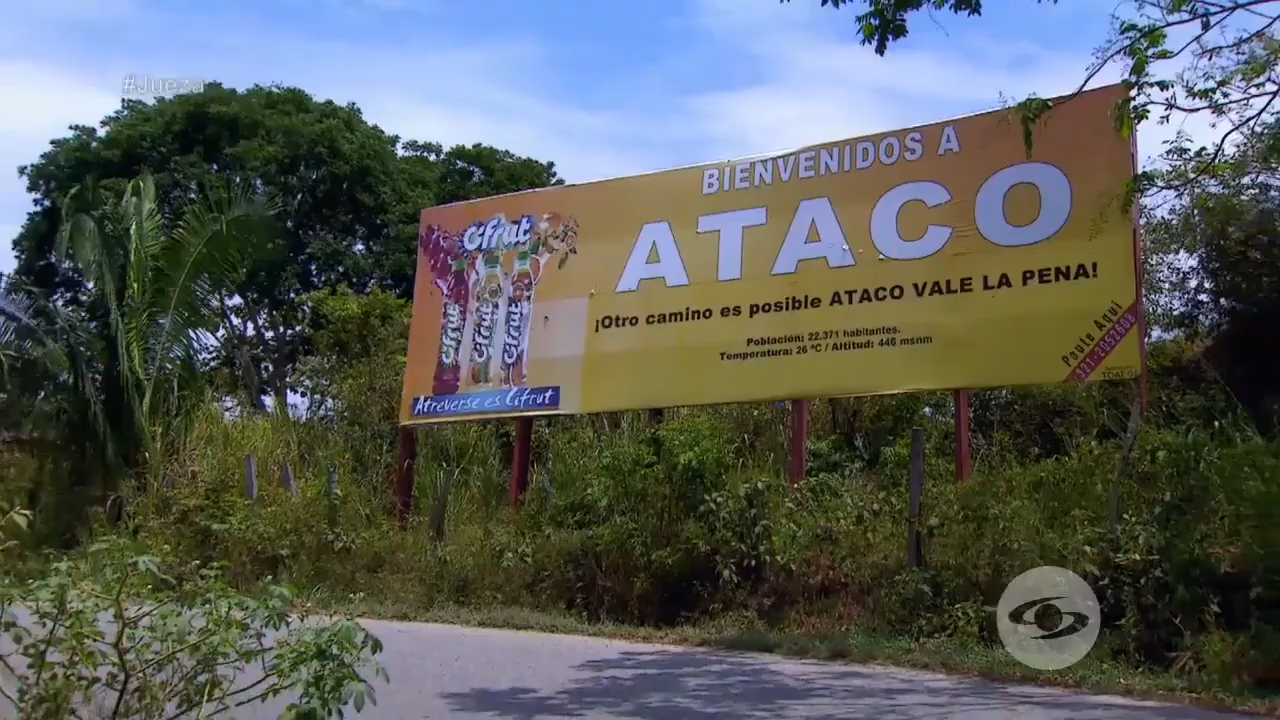 #Jueza
BIENVENIDOS A
ATACO
¡Otro camino es posible ATACO VALE LA PENA!
Población: 22.371 habitantes.
Temperatura: 26 ºC / Altitud: 446 msnm
Cifrut
Cifrut
Cifrut
Cifrut
Atreverse es Cifrut
Paute Aquí